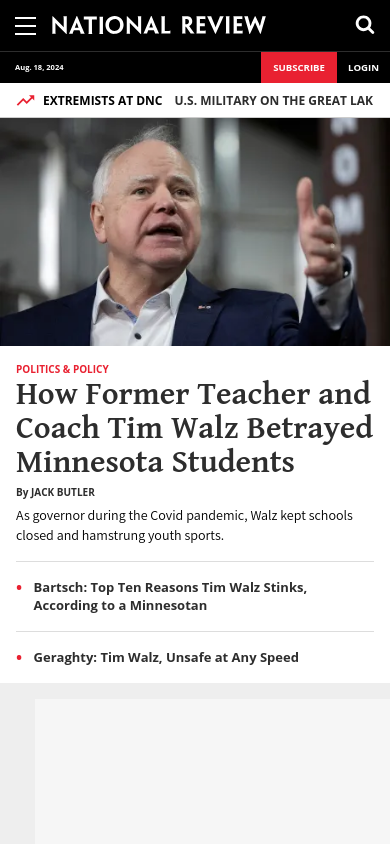 NATIONAL REVIEW
Aug. 18, 2024
SUBSCRIBE
LOGIN
EXTREMISTS AT DNC
U.S. MILITARY ON THE GREAT LAK
HOM
POLITICS & POLICY
How Former Teacher and
Coach Tim Walz Betrayed
Minnesota Students
By JACK BUTLER
As governor during the Covid pandemic, Walz kept schools
closed and hamstrung youth sports.
• Bartsch: Top Ten Reasons Tim Walz Stinks,
According to a Minnesotan
• Geraghty: Tim Walz, Unsafe at Any Speed